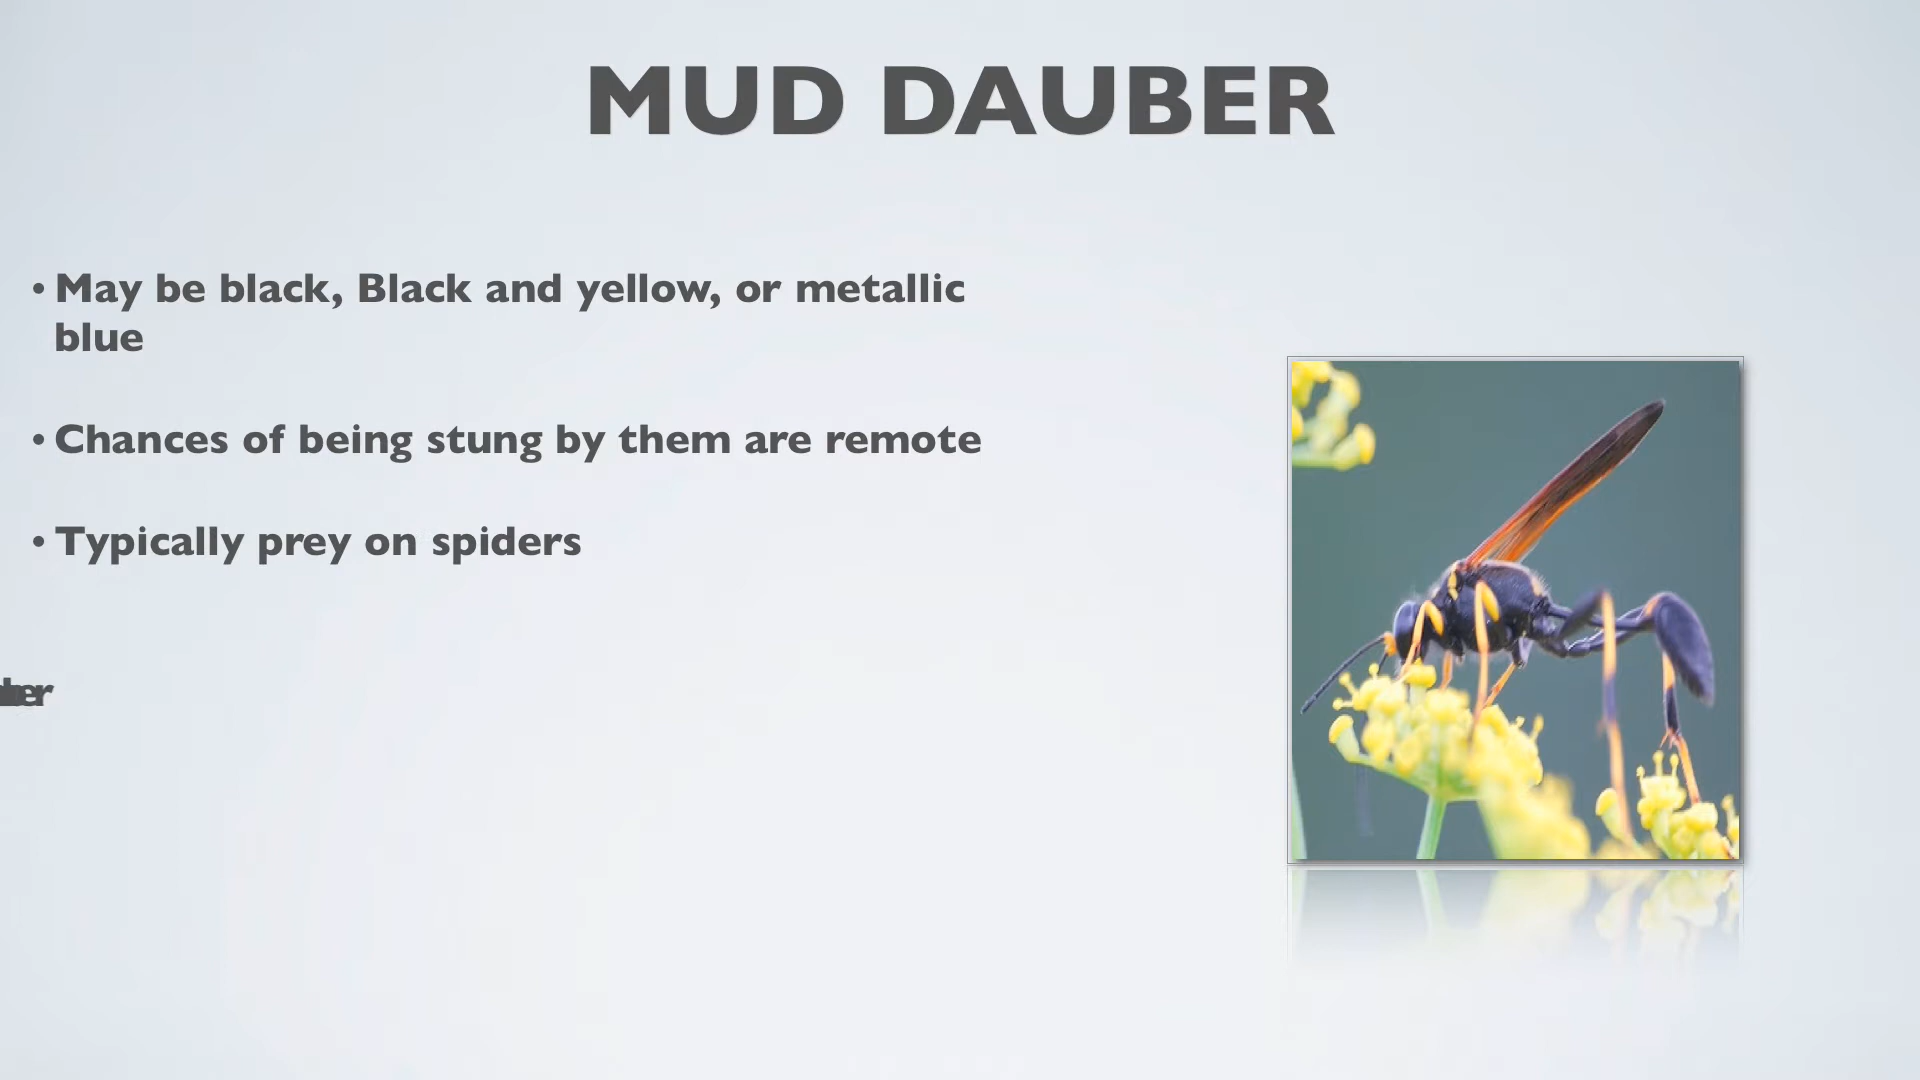 MUD DAUBER
• May be black, Black and yellow, or metallic
blue
• Chances of being stung by them are remote
• Typically prey on spiders